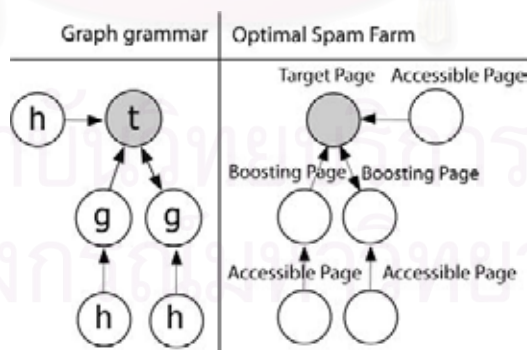 Graph grammar
Optimal Spam Farm
Target Page
Accessible Page
h
t
Boosting Page
Boosting Page
g
g
Accessible Page
Accessible Page
h
h